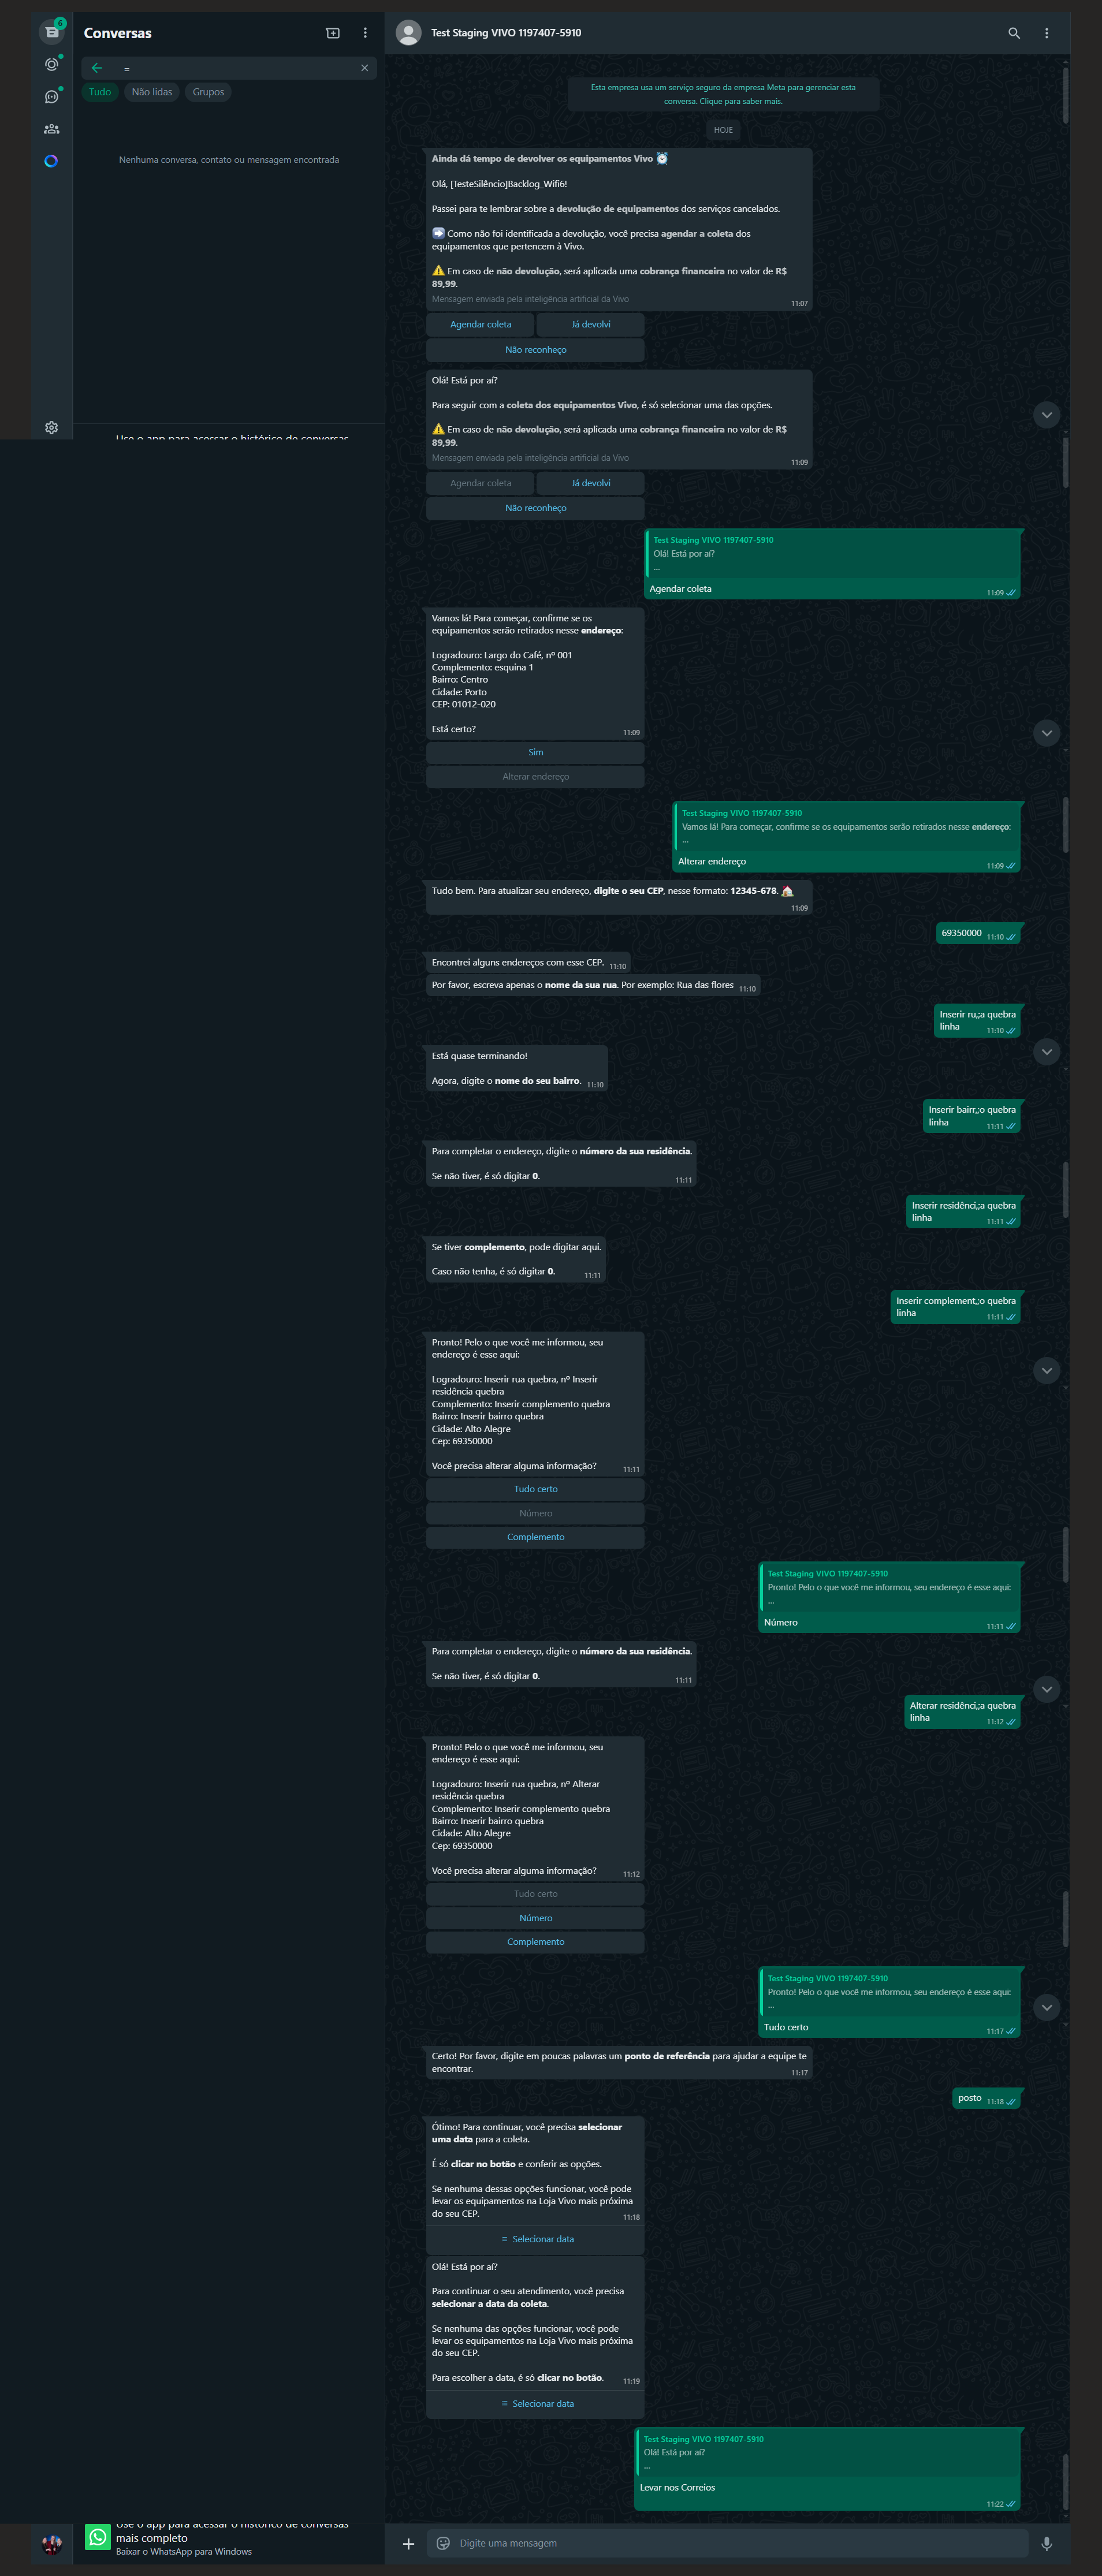 6
Conversas
=
Tudo
Não lidas
Grupos
Nenhuma conversa, contato ou mensagem encontrada
Use o app para acessar o histórico de conversas
Test Staging VIVO 1197407-5910
Esta empresa usa um serviço seguro da empresa Meta para gerenciar esta
conversa. Clique para saber mais.
HOJE
Ainda dá tempo de devolver os equipamentos Vivo ⏰
Olá, [TesteSilêncio]Backlog_Wifi6!
Passei para te lembrar sobre a devolução de equipamentos dos serviços cancelados.
➡️ Como não foi identificada a devolução, você precisa agendar a coleta dos
equipamentos que pertencem à Vivo.
⚠️ Em caso de não devolução, será aplicada uma cobrança financeira no valor de R$
89,99.
Mensagem enviada pela inteligência artificial da Vivo
11:07
Agendar coleta
Já devolvi
Não reconheço
Olá! Está por aí?
Para seguir com a coleta dos equipamentos Vivo, é só selecionar uma das opções.
⚠️ Em caso de não devolução, será aplicada uma cobrança financeira no valor de R$
89,99.
Mensagem enviada pela inteligência artificial da Vivo
11:09
Agendar coleta
Já devolvi
Não reconheço
Test Staging VIVO 1197407-5910
Olá! Está por aí?
...
Agendar coleta
11:09
Vamos lá! Para começar, confirme se os
equipamentos serão retirados nesse endereço:
Logradouro: Largo do Café, nº 001
Complemento: esquina 1
Bairro: Centro
Cidade: Porto
CEP: 01012-020
Está certo?
11:09
Sim
Alterar endereço
Test Staging VIVO 1197407-5910
Vamos lá! Para começar, confirme se os equipamentos serão retirados nesse endereço:
...
Alterar endereço
11:09
Tudo bem. Para atualizar seu endereço, digite o seu CEP, nesse formato: 12345-678. 🏠
11:09
69350000
11:10
Encontrei alguns endereços com esse CEP.
11:10
Por favor, escreva apenas o nome da sua rua. Por exemplo: Rua das flores
11:10
Inserir ru,;a quebra
linha
11:10
Está quase terminando!
Agora, digite o nome do seu bairro.
11:10
Inserir bairr,;o quebra
linha
11:11
Para completar o endereço, digite o número da sua residência.
Se não tiver, é só digitar 0.
11:11
Inserir residênci,;a quebra
linha
11:11
Se tiver complemento, pode digitar aqui.
Caso não tenha, é só digitar 0.
11:11
Inserir complement,;o quebra
linha
11:11
Pronto! Pelo o que você me informou, seu
endereço é esse aqui:
Logradouro: Inserir rua quebra, nº Inserir
residência quebra
Complemento: Inserir complemento quebra
Bairro: Inserir bairro quebra
Cidade: Alto Alegre
Cep: 69350000
Você precisa alterar alguma informação?
11:11
Tudo certo
Número
Complemento
Test Staging VIVO 1197407-5910
Pronto! Pelo o que você me informou, seu endereço é esse aqui:
...
Número
11:11
Para completar o endereço, digite o número da sua residência.
Se não tiver, é só digitar 0.
11:11
Alterar residênci,;a quebra
linha
11:12
Pronto! Pelo o que você me informou, seu
endereço é esse aqui:
Logradouro: Inserir rua quebra, nº Alterar
residência quebra
Complemento: Inserir complemento quebra
Bairro: Inserir bairro quebra
Cidade: Alto Alegre
Cep: 69350000
Você precisa alterar alguma informação?
11:12
Tudo certo
Número
Complemento
Test Staging VIVO 1197407-5910
Pronto! Pelo o que você me informou, seu endereço é esse aqui:
...
Tudo certo
11:17
Certo! Por favor, digite em poucas palavras um ponto de referência para ajudar a equipe te
encontrar.
11:17
posto
11:18
Ótimo! Para continuar, você precisa selecionar
uma data para a coleta.
É só clicar no botão e conferir as opções.
Se nenhuma dessas opções funcionar, você pode
levar os equipamentos na Loja Vivo mais próxima
do seu CEP.
11:18
Selecionar data
Olá! Está por aí?
Para continuar o seu atendimento, você precisa
selecionar a data da coleta.
Se nenhuma das opções funcionar, você pode
levar os equipamentos na Loja Vivo mais próxima
do seu CEP.
Para escolher a data, é só clicar no botão.
11:19
Selecionar data
Test Staging VIVO 1197407-5910
Olá! Está por aí?
...
Levar nos Correios
11:22
Use o app para acessar o histórico de conversas
mais completo
Baixar o WhatsApp para Windows
Digite uma mensagem